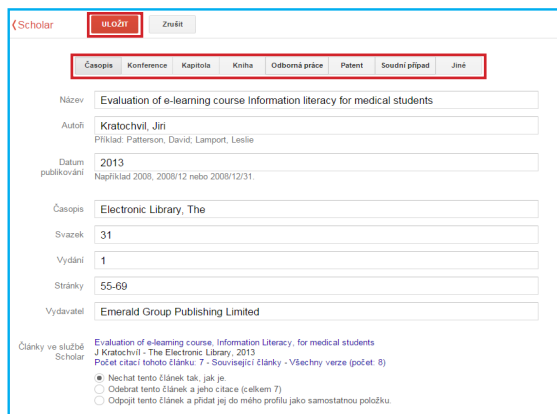 Scholar ULOŽIT Zrušit
Časopis Konference Kapitola Kniha Odborná práce Patent Soudní případ Jiné
Název Evaluation of e-learning course Information literacy for medical students
Autoři Kratochvil, Jiri
Příklad: Patterson, David; Lamport, Leslie
Datum publikování 2013
Například 2008, 2008/12 nebo 2008/12/31.
Časopis Electronic Library, The
Svazek 31
Vydání 1
Stránky 55-69
Vydavatel Emerald Group Publishing Limited
Články ve službě Scholar Evaluation of e-learning course, Information Literacy, for medical students
J Kratochvíl - The Electronic Library, 2013
Počet citací tohoto článku: 7 - Související články - Všechny verze (počet: 8)
Nechat tento článek tak, jak je.
Odebrat tento článek a jeho citace (celkem 7)
Odpojit tento článek a přidat jej do mého profilu jako samostatnou položku.